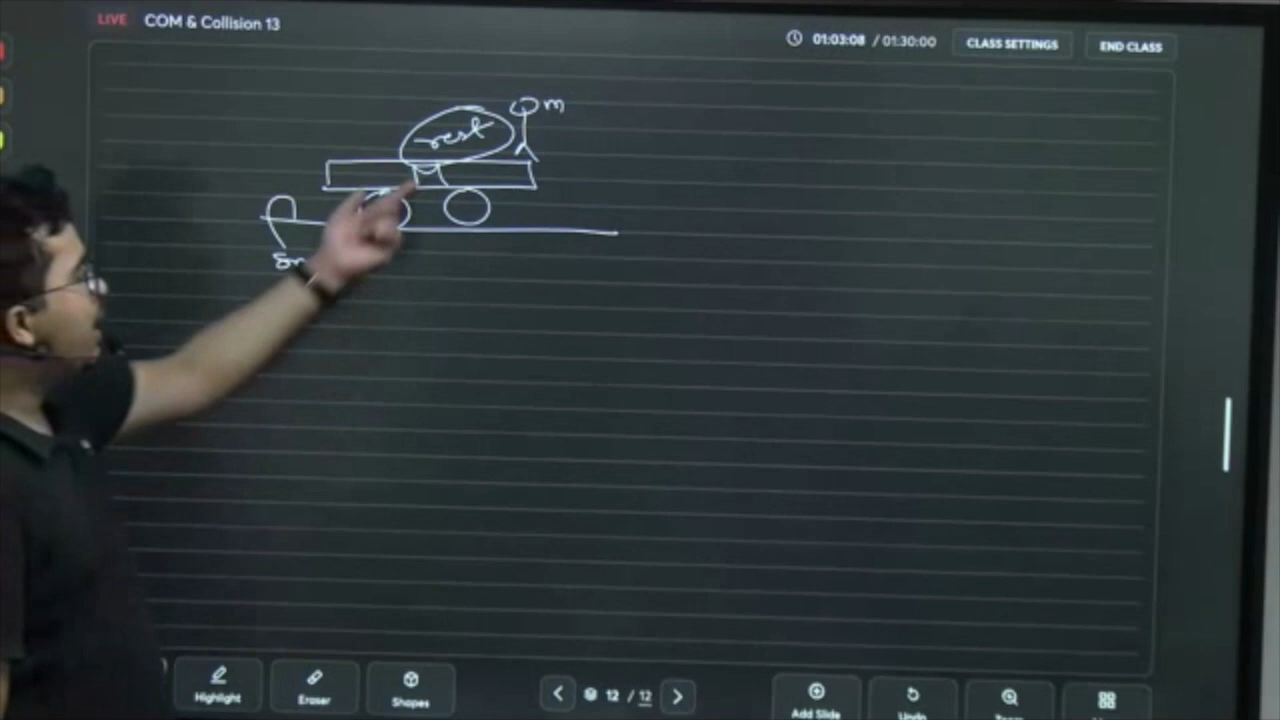 LIVE COM & Collision 13
01:03:08 / 01:30:00 CLASS SETTINGS END CLASS
m
rest
Sm
Highlight Eraser Shapes 12 / 12 Add Slide Undo